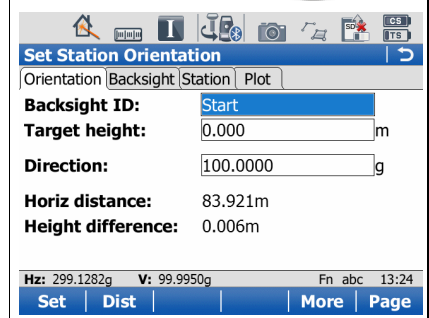 CS
TS
Set Station Orientation
Orientation Backsight Station Plot
Backsight ID: Start
Target height: 0.000 m
Direction: 100.0000 g
Horiz distance: 83.921m
Height difference: 0.006m
Hz: 299.1282g V: 99.9950g Fn abc 13:24
Set Dist More Page